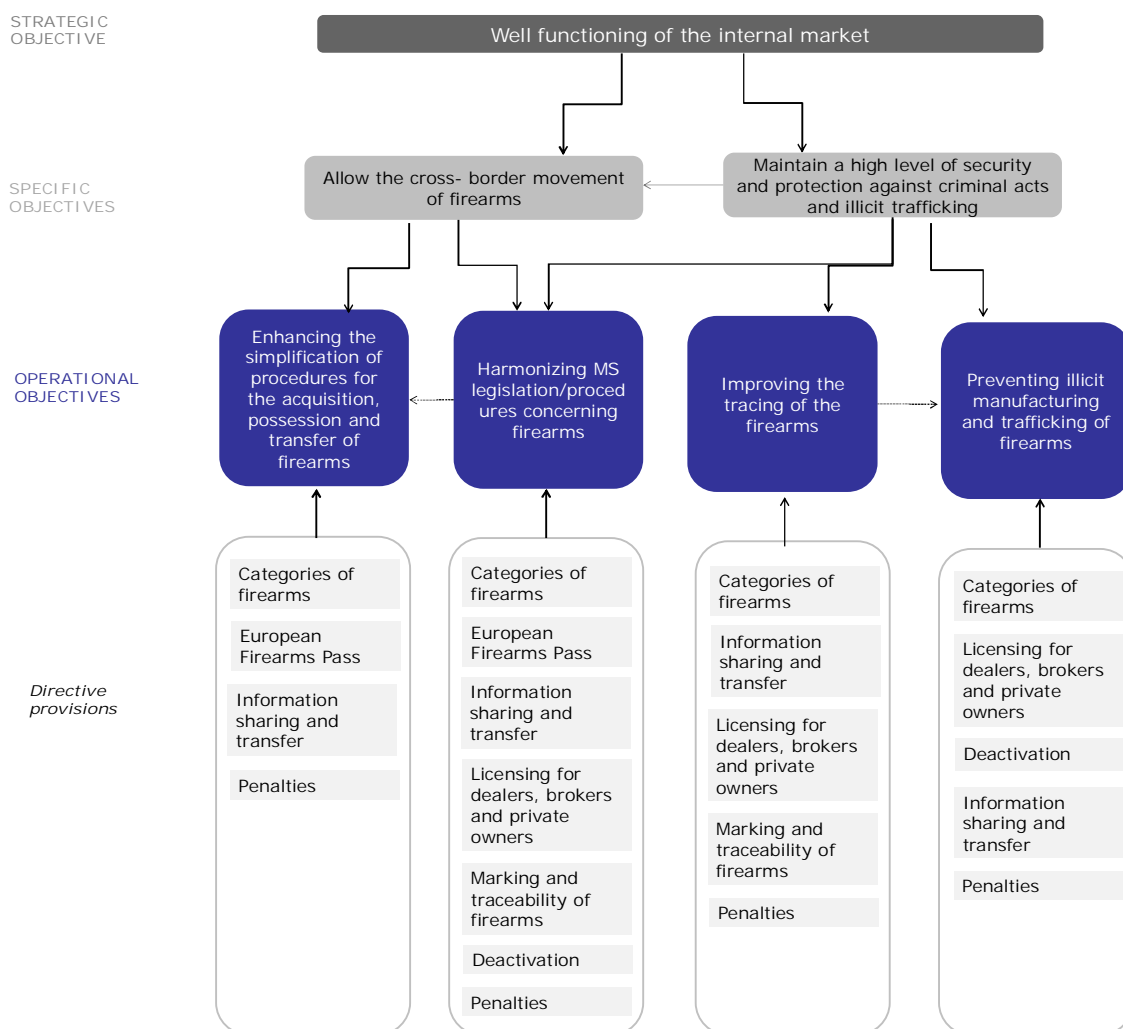 STRATEGIC
OBJECTIVE
Well functioning of the internal market
SPECIFIC
OBJECTIVES
Allow the cross- border movement
of firearms
Maintain a high level of security
and protection against criminal acts
and illicit trafficking
OPERATIONAL
OBJECTIVES
Enhancing the
simplification of
procedures for
the acquisition,
possession and
transfer of
firearms
Harmonizing MS
legislation/proced
ures concerning
firearms
Improving the
tracing of the
firearms
Preventing illicit
manufacturing
and trafficking of
firearms
Directive
provisions
Categories of
firearms
European
Firearms Pass
Information
sharing and
transfer
Penalties
Categories of
firearms
European
Firearms Pass
Information
sharing and
transfer
Licensing for
dealers, brokers
and private
owners
Marking and
traceability of
firearms
Deactivation
Penalties
Categories of
firearms
Information
sharing and
transfer
Licensing for
dealers, brokers
and private
owners
Marking and
traceability of
firearms
Penalties
Categories of
firearms
Licensing for
dealers, brokers
and private
owners
Deactivation
Information
sharing and
transfer
Penalties